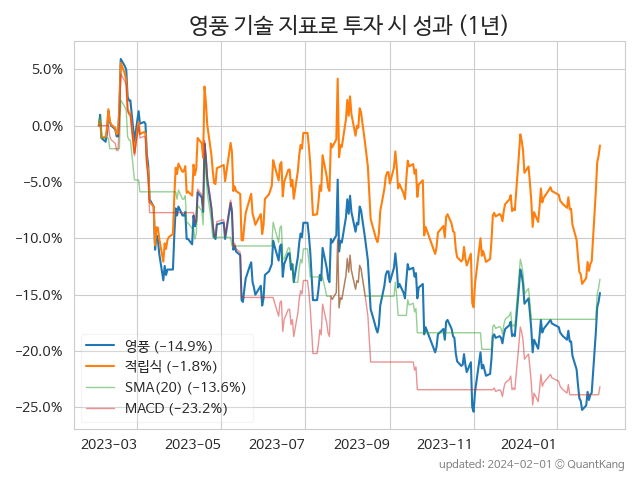 영풍 기술 지표로 투자 시 성과 (1년)
5.0%
0.0%
−5.0%
−10.0%
−15.0%
−20.0%
−25.0%
영풍 (−14.9%)
적립식 (−1.8%)
SMA(20) (−13.6%)
MACD (−23.2%)
2023−03 2023−05 2023−07 2023−09 2023−11 2024−01
updated: 2024−02−01 © QuantKang